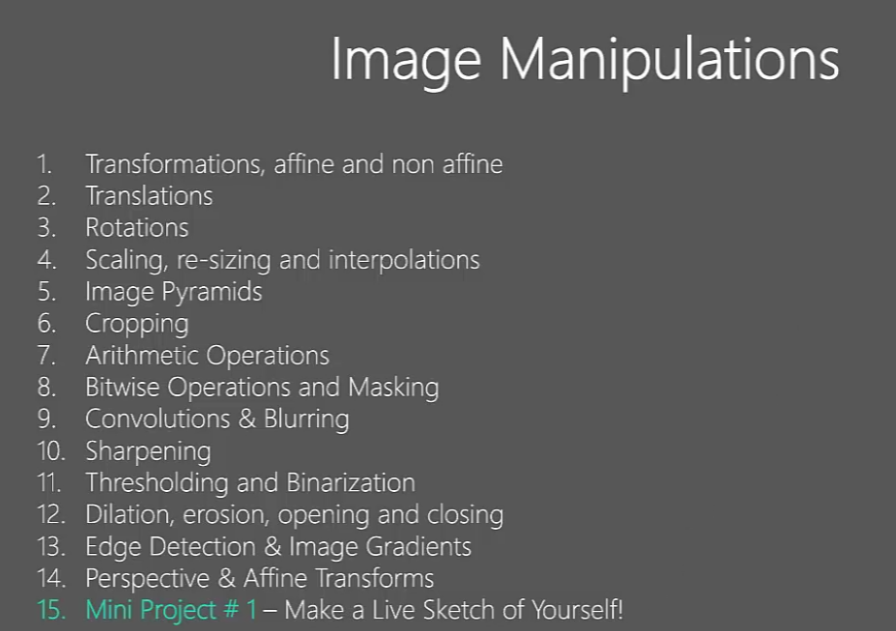 Image Manipulations
1. Transformations, affine and non affine
2. Translations
3. Rotations
4. Scaling, re-sizing and interpolations
5. Image Pyramids
6. Cropping
7. Arithmetic Operations
8. Bitwise Operations and Masking
9. Convolutions & Blurring
10. Sharpening
11. Thresholding and Binarization
12. Dilation, erosion, opening and closing
13. Edge Detection & Image Gradients
14. Perspective & Affine Transforms
15. Mini Project # 1 – Make a Live Sketch of Yourself!